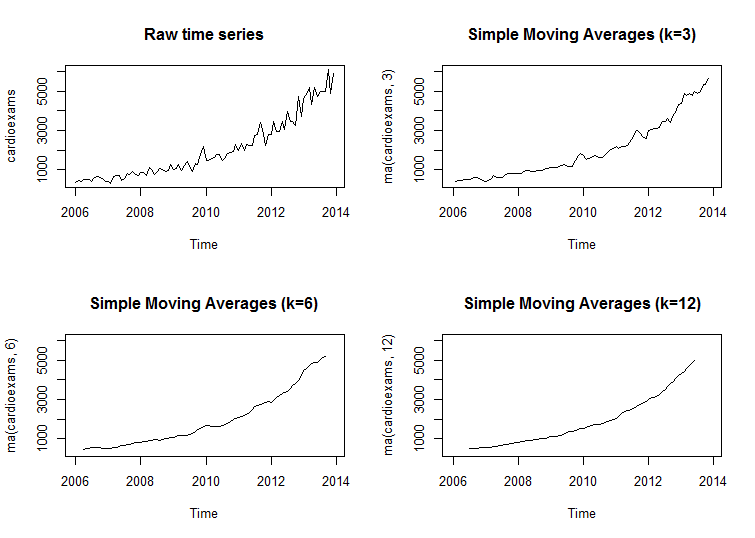 Raw time series
cardioexams
1000 3000 5000
2006 2008 2010 2012 2014
Time
Simple Moving Averages (k=3)
ma(cardioexams, 3)
1000 3000 5000
2006 2008 2010 2012 2014
Time
Simple Moving Averages (k=6)
ma(cardioexams, 6)
1000 3000 5000
2006 2008 2010 2012 2014
Time
Simple Moving Averages (k=12)
ma(cardioexams, 12)
1000 3000 5000
2006 2008 2010 2012 2014
Time